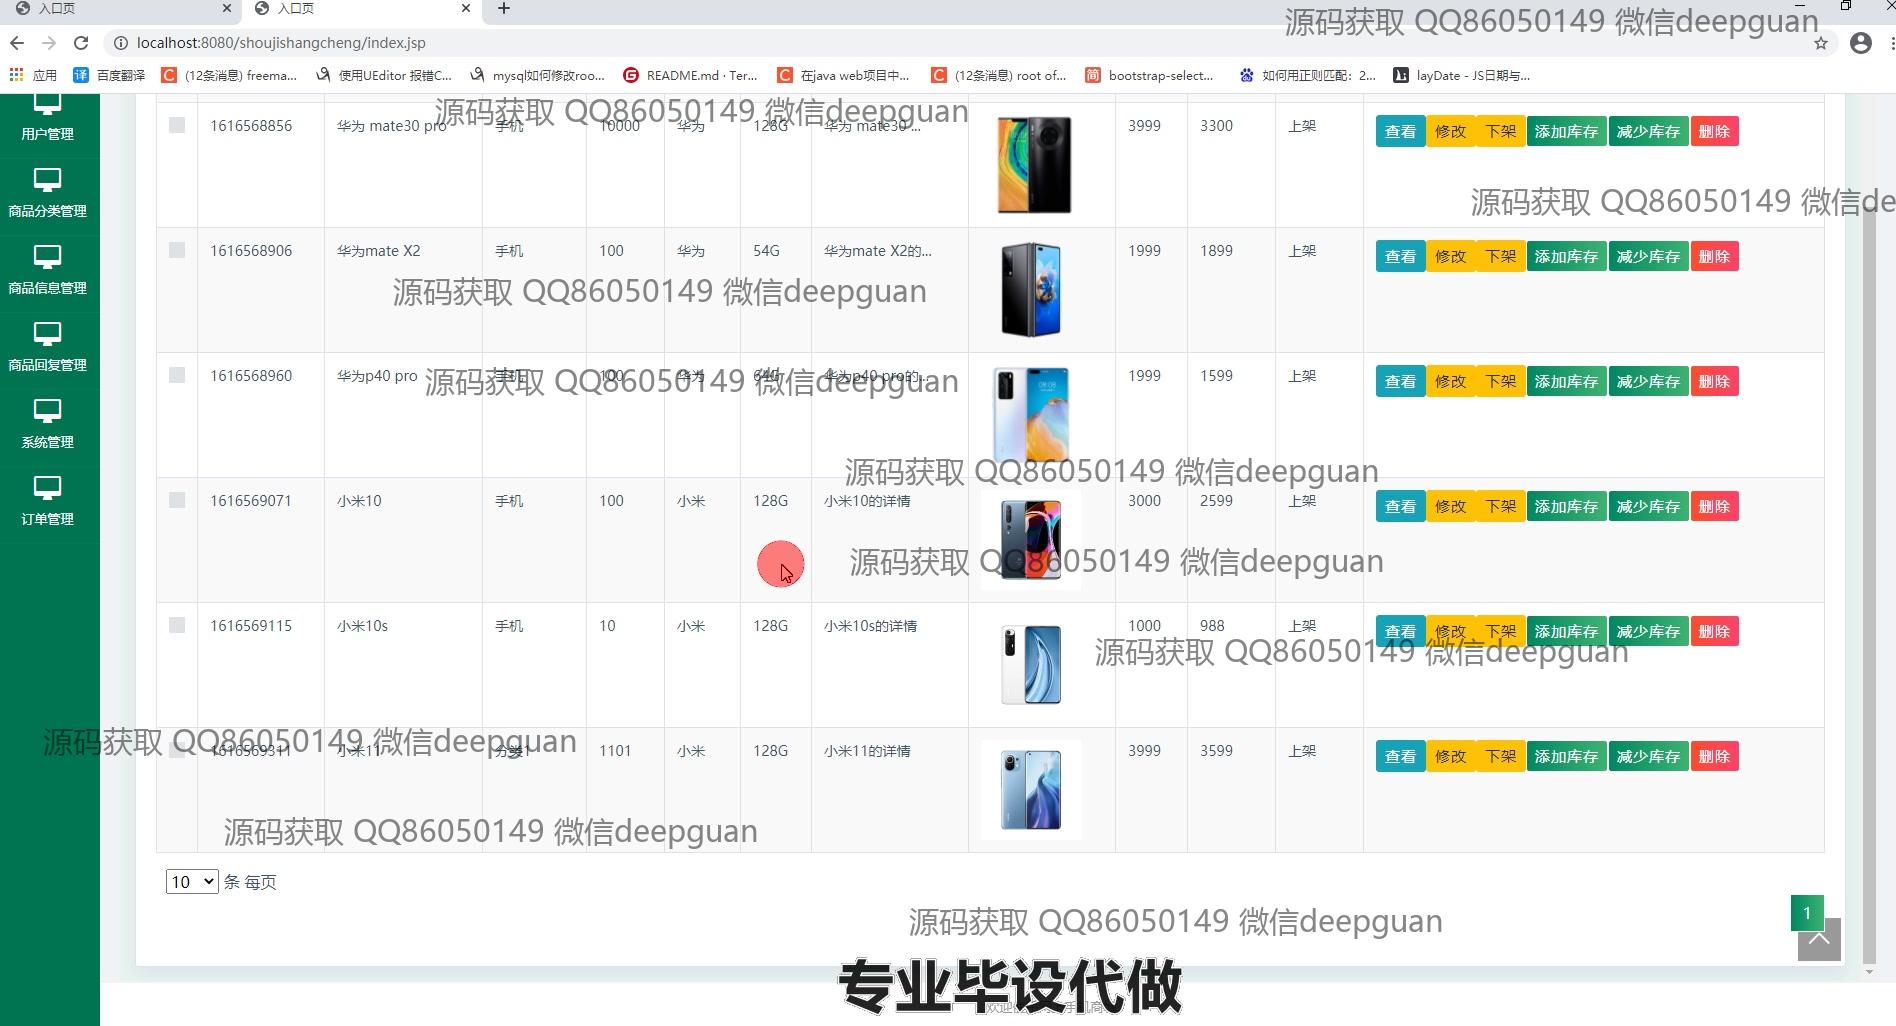 入口页
入口页
源码获取 QQ86050149 微信deepguan
localhost:8080/shoujishangcheng/index.jsp
应用 百度翻译 (12条消息) freema... 使用UEditor 报错C... mysql如何修改roo... README.md · Ter... 在java web项目中... (12条消息) root of... bootstrap-select... 如何用正则匹配：2... layDate - JS日期与...
源码获取 QQ86050149 微信deepguan
用户管理
1616568856 华为 mate30 pro 手机 10000 华为 128G 华为 mate30 ... 3999 3300 上架 查看 修改 下架 添加库存 减少库存 删除
源码获取 QQ86050149 微信de
商品分类管理
1616568906 华为mate X2 手机 100 华为 54G 华为mate X2的... 1999 1899 上架 查看 修改 下架 添加库存 减少库存 删除
商品信息管理
源码获取 QQ86050149 微信deepguan
商品回复管理
1616568960 华为p40 pro 手机 100 华为 64G 华为p40 pro的... 1999 1599 上架 查看 修改 下架 添加库存 减少库存 删除
源码获取 QQ86050149 微信deepguan
系统管理
源码获取 QQ86050149 微信deepguan
1616569071 小米10 手机 100 小米 128G 小米10的详情 3000 2599 上架 查看 修改 下架 添加库存 减少库存 删除
订单管理
源码获取 QQ86050149 微信deepguan
1616569115 小米10s 手机 10 小米 128G 小米10s的详情 1000 988 上架 查看 修改 下架 添加库存 减少库存 删除
源码获取 QQ86050149 微信deepguan
源码获取 QQ86050149 微信deepguan
1616569311 小米11 分类1 1101 小米 128G 小米11的详情 3999 3599 上架 查看 修改 下架 添加库存 减少库存 删除
源码获取 QQ86050149 微信deepguan
10 条 每页
1
源码获取 QQ86050149 微信deepguan
专业毕设代做